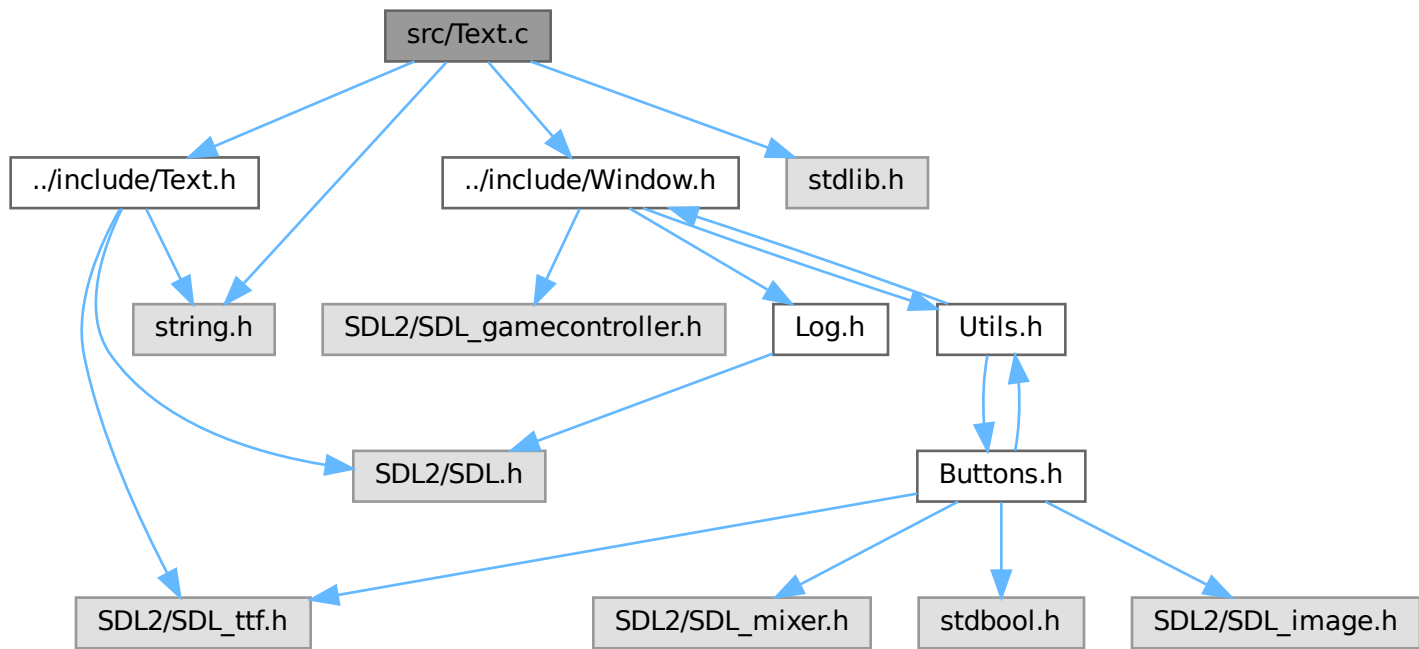 src/Text.c
../include/Text.h
../include/Window.h
stdlib.h
string.h
SDL2/SDL_gamecontroller.h
Log.h
Utils.h
SDL2/SDL.h
Buttons.h
SDL2/SDL_ttf.h
SDL2/SDL_mixer.h
stdbool.h
SDL2/SDL_image.h